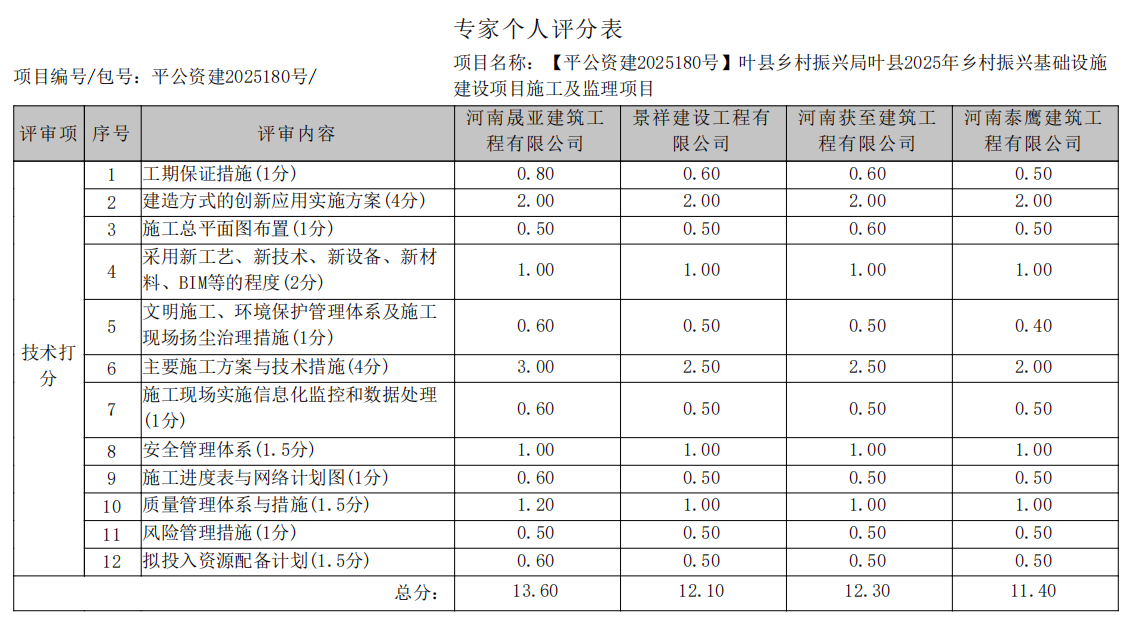 专家个人评分表
项目编号/包号：平公资建2025180号/
项目名称：【平公资建2025180号】叶县乡村振兴局叶县2025年乡村振兴基础设施
建设项目施工及监理项目
评审项 序号 评审内容 河南晟亚建筑工 景祥建设工程有 河南获至建筑工 河南泰鹰建筑工
程有限公司 限公司 程有限公司 程有限公司
技术打
分
1 工期保证措施(1分) 0.80 0.60 0.60 0.50
2 建造方式的创新应用实施方案(4分) 2.00 2.00 2.00 2.00
3 施工总平面图布置(1分) 0.50 0.50 0.60 0.50
采用新工艺、新技术、新设备、新材
4 料、BIM等的程度(2分) 1.00 1.00 1.00 1.00
文明施工、环境保护管理体系及施工
5 现场扬尘治理措施(1分) 0.60 0.50 0.50 0.40
6 主要施工方案与技术措施(4分) 3.00 2.50 2.50 2.00
施工现场实施信息化监控和数据处理
7 (1分) 0.60 0.50 0.50 0.50
8 安全管理体系(1.5分) 1.00 1.00 1.00 1.00
9 施工进度表与网络计划图(1分) 0.60 0.50 0.50 0.50
10 质量管理体系与措施(1.5分) 1.20 1.00 1.00 1.00
11 风险管理措施(1分) 0.50 0.50 0.50 0.50
12 拟投入资源配备计划(1.5分) 0.60 0.50 0.50 0.50
总分： 13.60 12.10 12.30 11.40